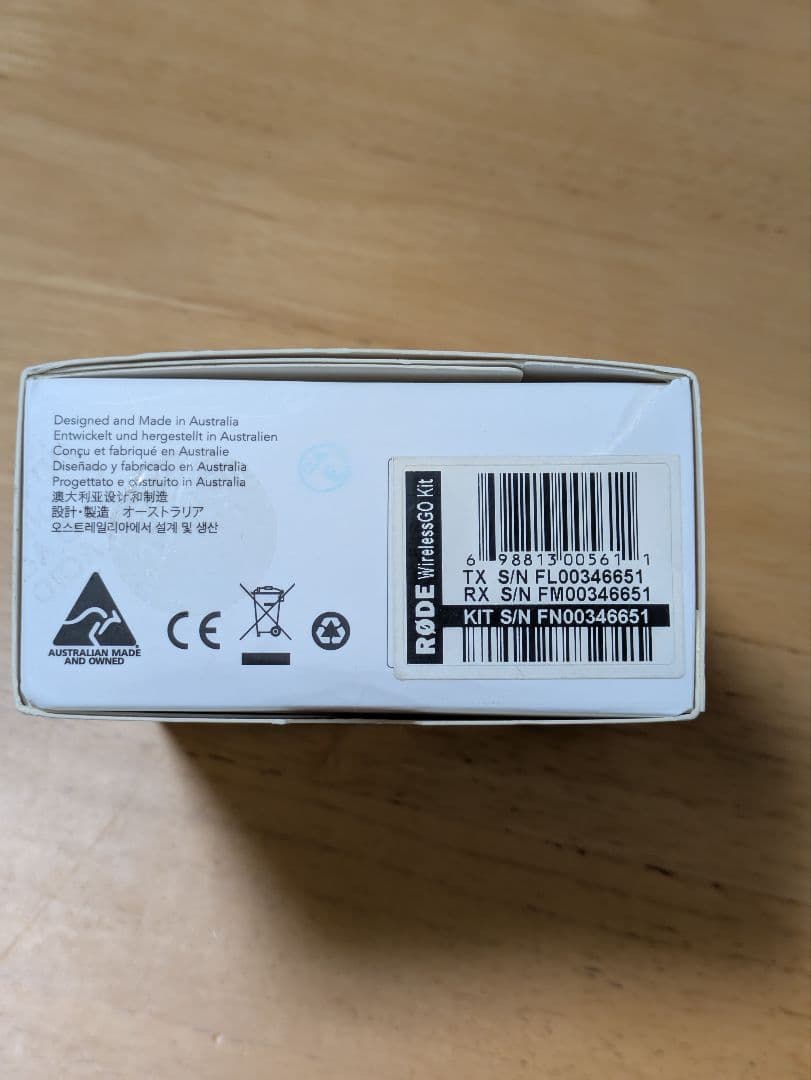 Designed and Made in Australia
Entwickelt und hergestellt in Australien
Conçu et fabriqué en Australie
Diseñado y fabricado en Australia
Progettato e costruito in Australia
澳大利亚设计和制造
設計・製造　オーストラリア
오스트레일리아에서 설계 및 생산
AUSTRALIAN MADE
AND OWNED
CE
RØDE WirelessGO Kit
6 98813 00561 1
TX S/N FL00346651
RX S/N FM00346651
KIT S/N FN00346651